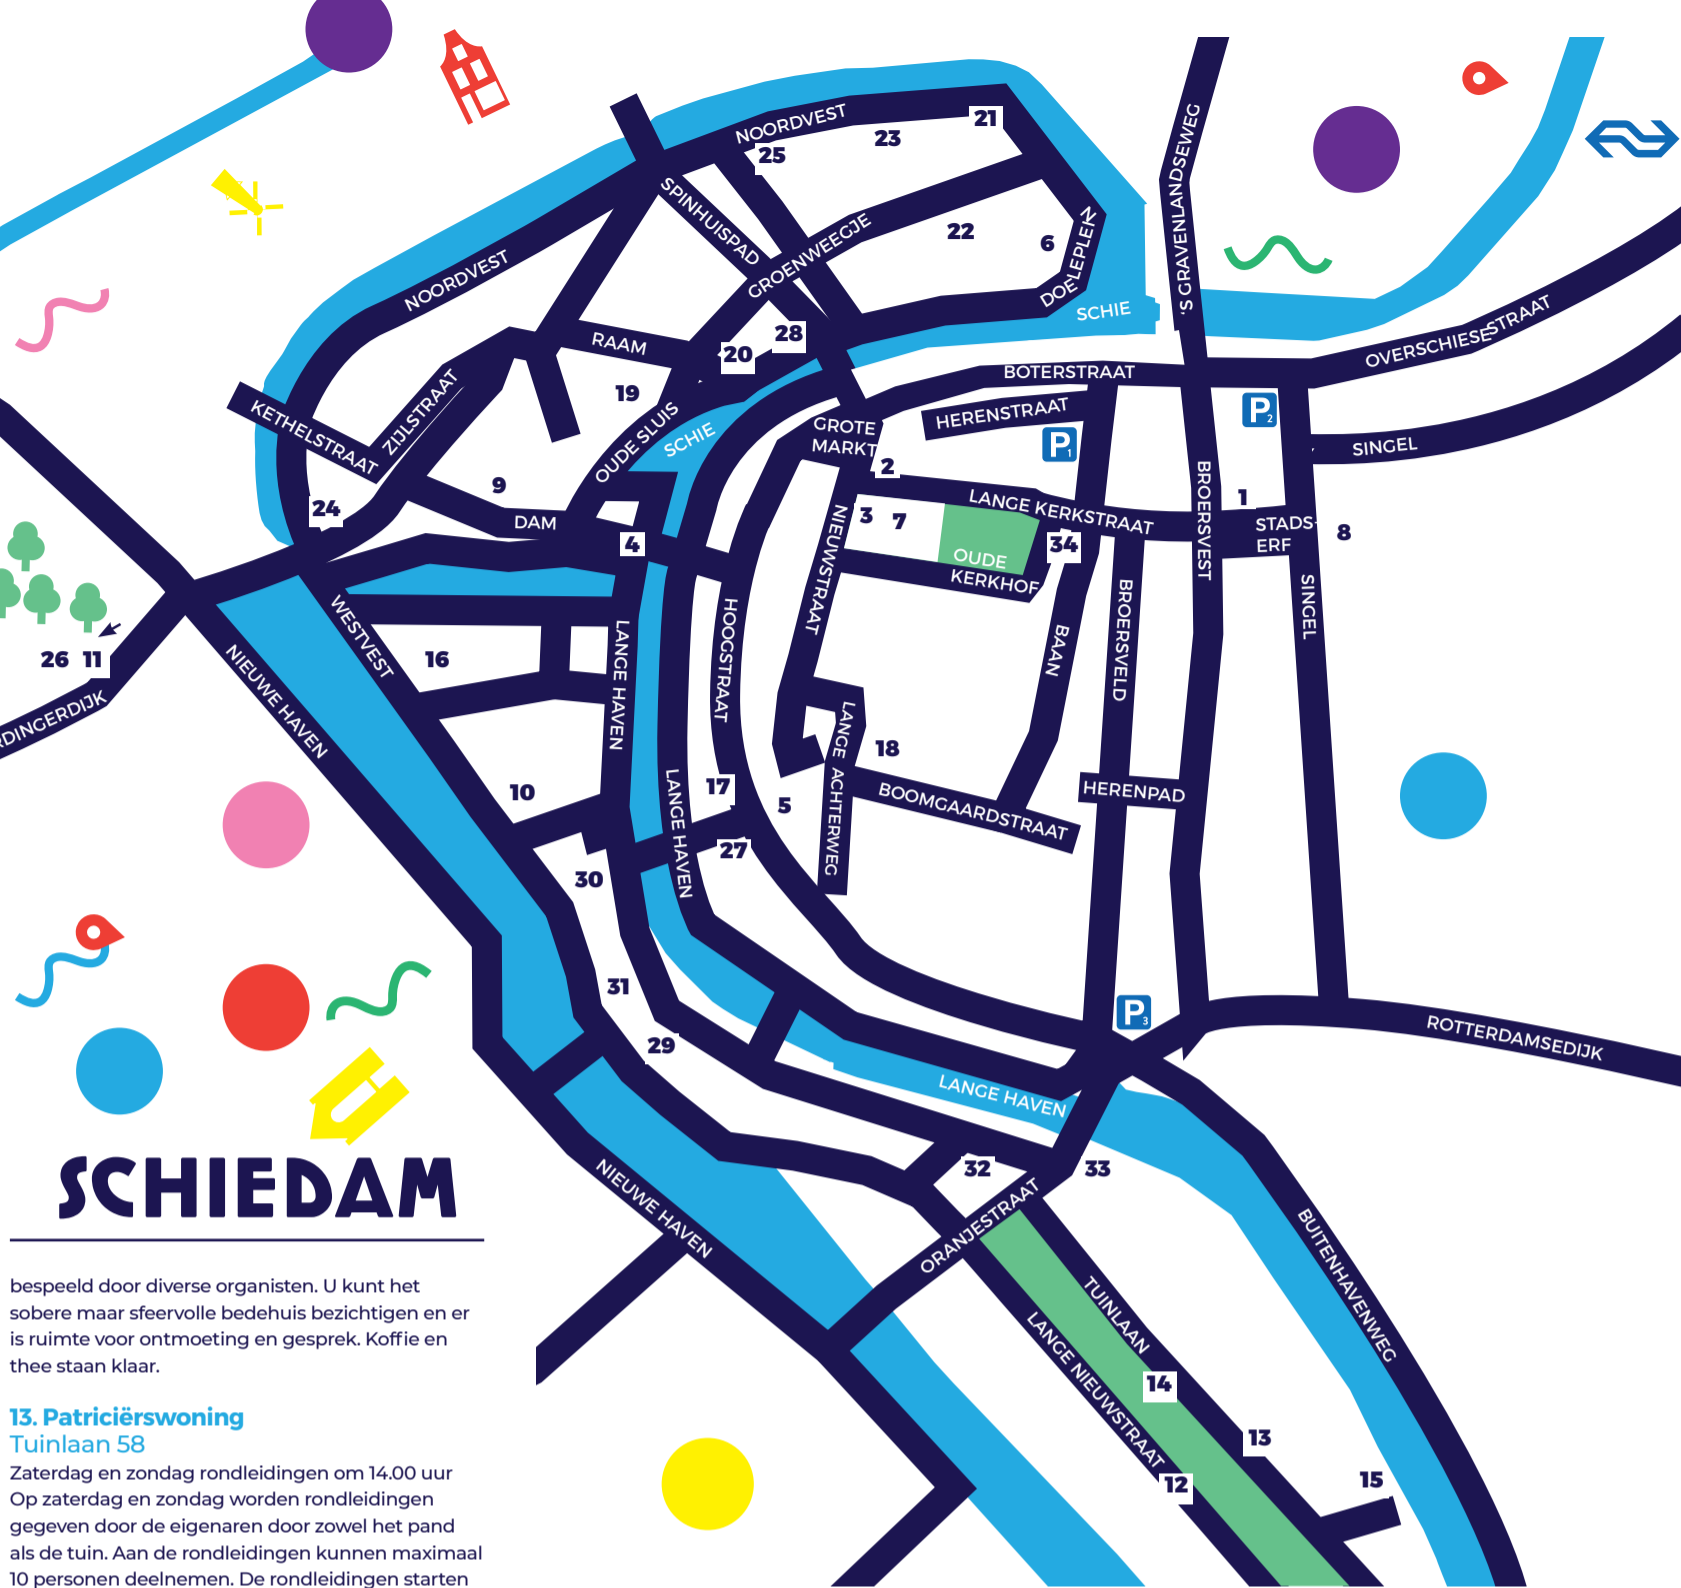 NOORDVEST
21
23
25
'S GRAVENLANDSEWEG
SPINHUISPAD
GROENWEEGJE
22
6
DOELEPLEIN
NOORDVEST
SCHIE
OVERSCHIESESTRAAT
28
RAAM
20
BOTERSTRAAT
19
HERENSTRAAT
P1
P2
KETHELSTRAAT
ZIJLSTRAAT
OUDE SLUIS
SCHIE
GROTE
MARKT
SINGEL
2
9
24
DAM
4
3
7
LANGE KERKSTRAAT
34
OUDE
KERKHOF
BROERSVEST
1
STADS-
ERF
8
NIEUWSTRAAT
WESTVEST
HOOGSTRAAT
BAAN
BROERSVELD
SINGEL
26 11
16
LANGE HAVEN
NIEUWE HAVEN
RDINGERDIJK
LANGE ACHTERWEG
18
10
17
5
BOOMGAARDSTRAAT
HERENPAD
LANGE HAVEN
27
30
31
29
P3
ROTTERDAMSEDIJK
LANGE HAVEN
SCHIEDAM
32
33
NIEUWE HAVEN
ORANJESTRAAT
BUITENHAVENWEG
TUINLAAN
LANGE NIEUWSTRAAT
14
13
12
15
bespeeld door diverse organisten. U kunt het
sobere maar sfeervolle bedehuis bezichtigen en er
is ruimte voor ontmoeting en gesprek. Koffie en
thee staan klaar.
13. Patriciërswoning
Tuinlaan 58
Zaterdag en zondag rondleidingen om 14.00 uur
Op zaterdag en zondag worden rondleidingen
gegeven door de eigenaren door zowel het pand
als de tuin. Aan de rondleidingen kunnen maximaal
10 personen deelnemen. De rondleidingen starten